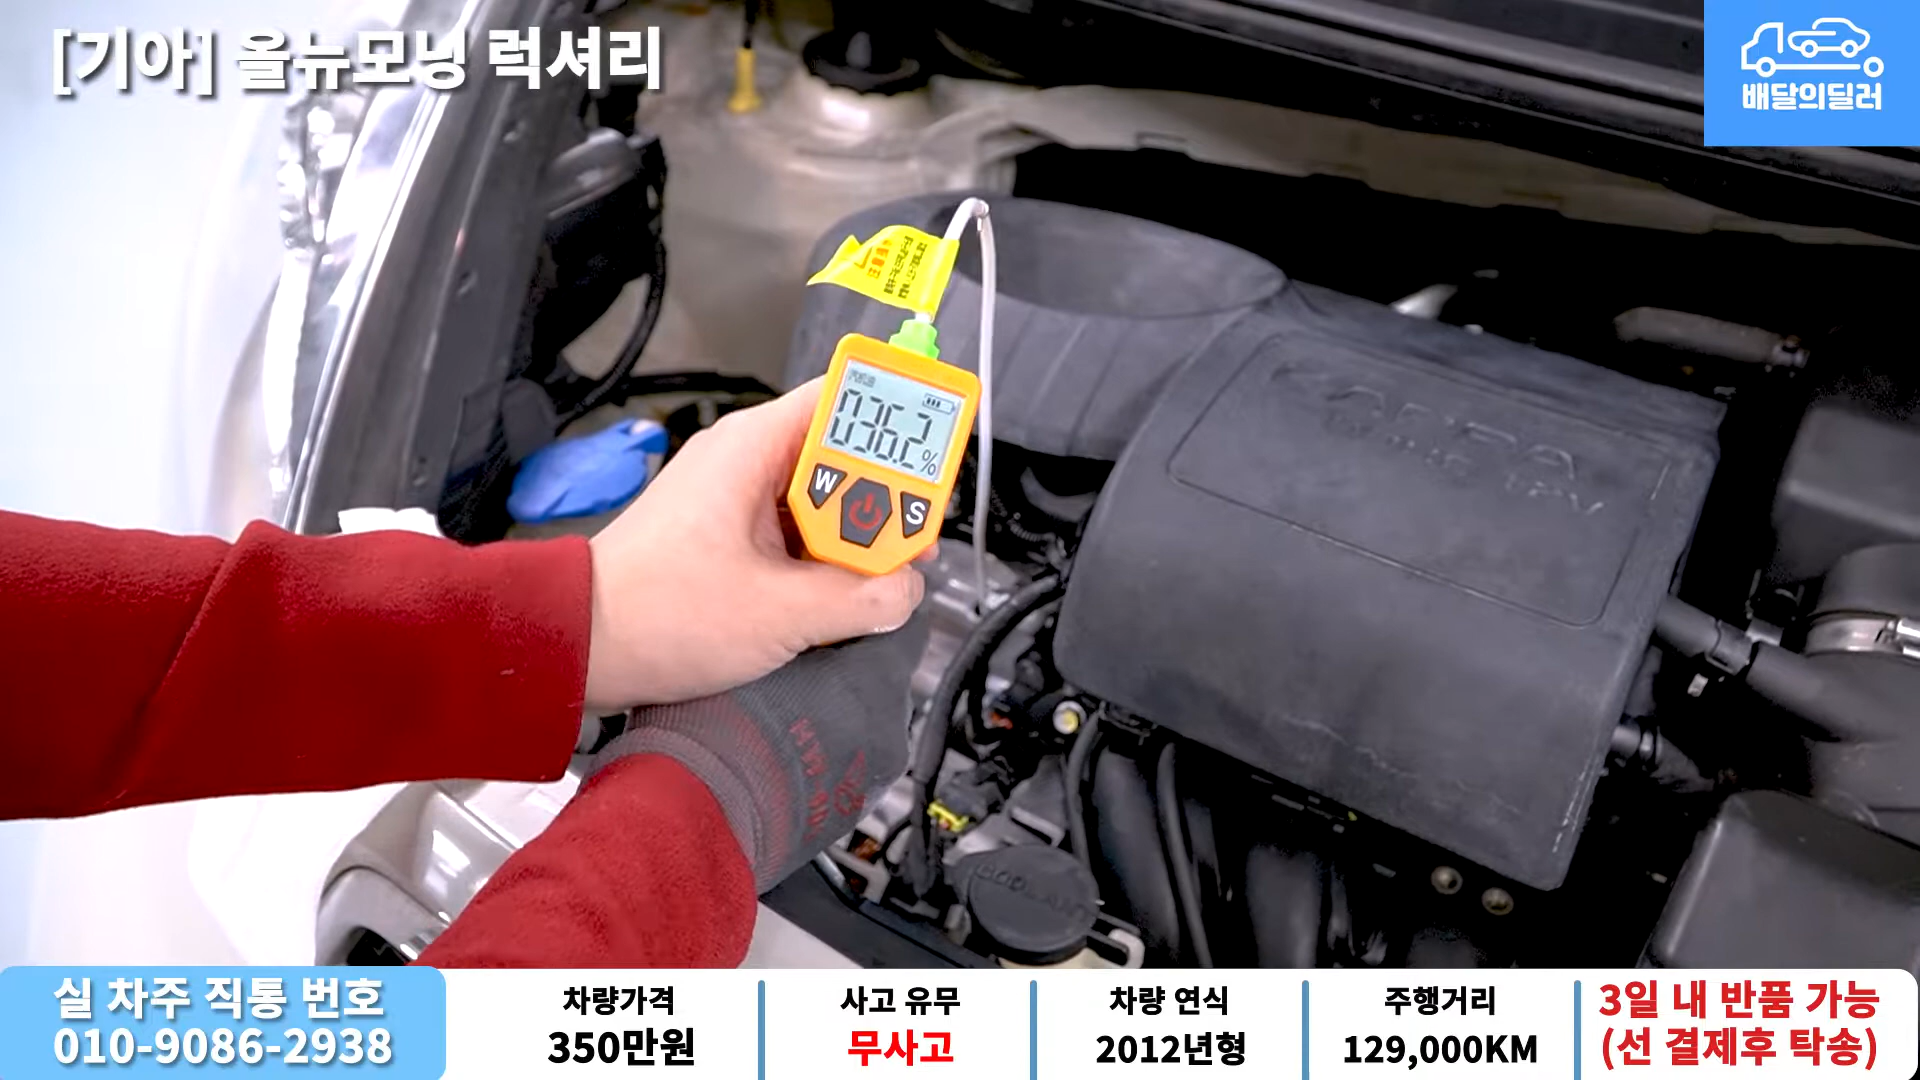 [기아] 올뉴모닝 럭셔리
배달의딜러
036.2 %
W
S
실 차주 직통 번호
010-9086-2938
차량가격
350만원
사고 유무
무사고
차량 연식
2012년형
주행거리
129,000KM
3일 내 반품 가능
(선 결제후 탁송)